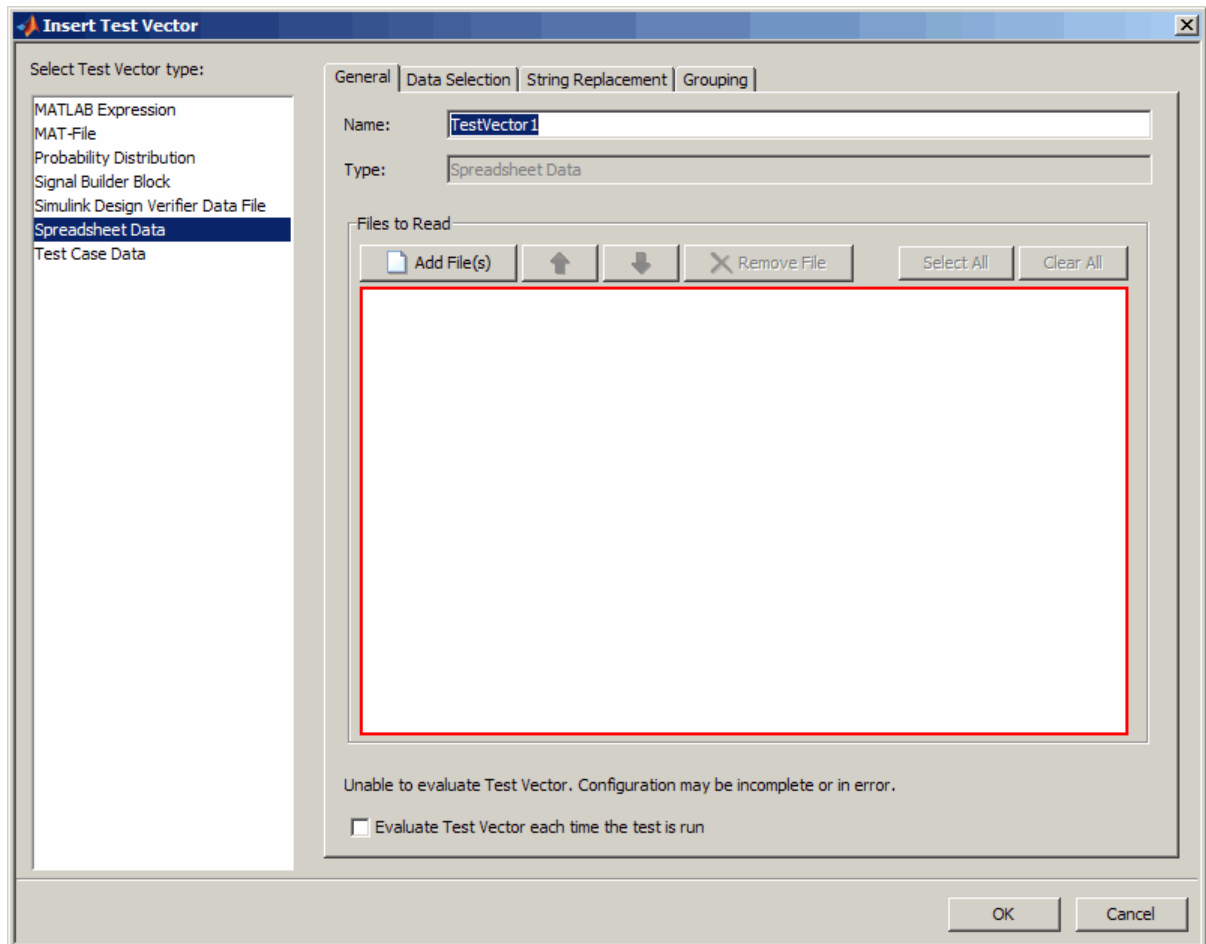 Insert Test Vector
Select Test Vector type:
MATLAB Expression
MAT-File
Probability Distribution
Signal Builder Block
Simulink Design Verifier Data File
Spreadsheet Data
Test Case Data
General Data Selection String Replacement Grouping
Name: TestVector1
Type: Spreadsheet Data
Files to Read
Add File(s) Remove File Select All Clear All
Unable to evaluate Test Vector. Configuration may be incomplete or in error.
Evaluate Test Vector each time the test is run
OK Cancel